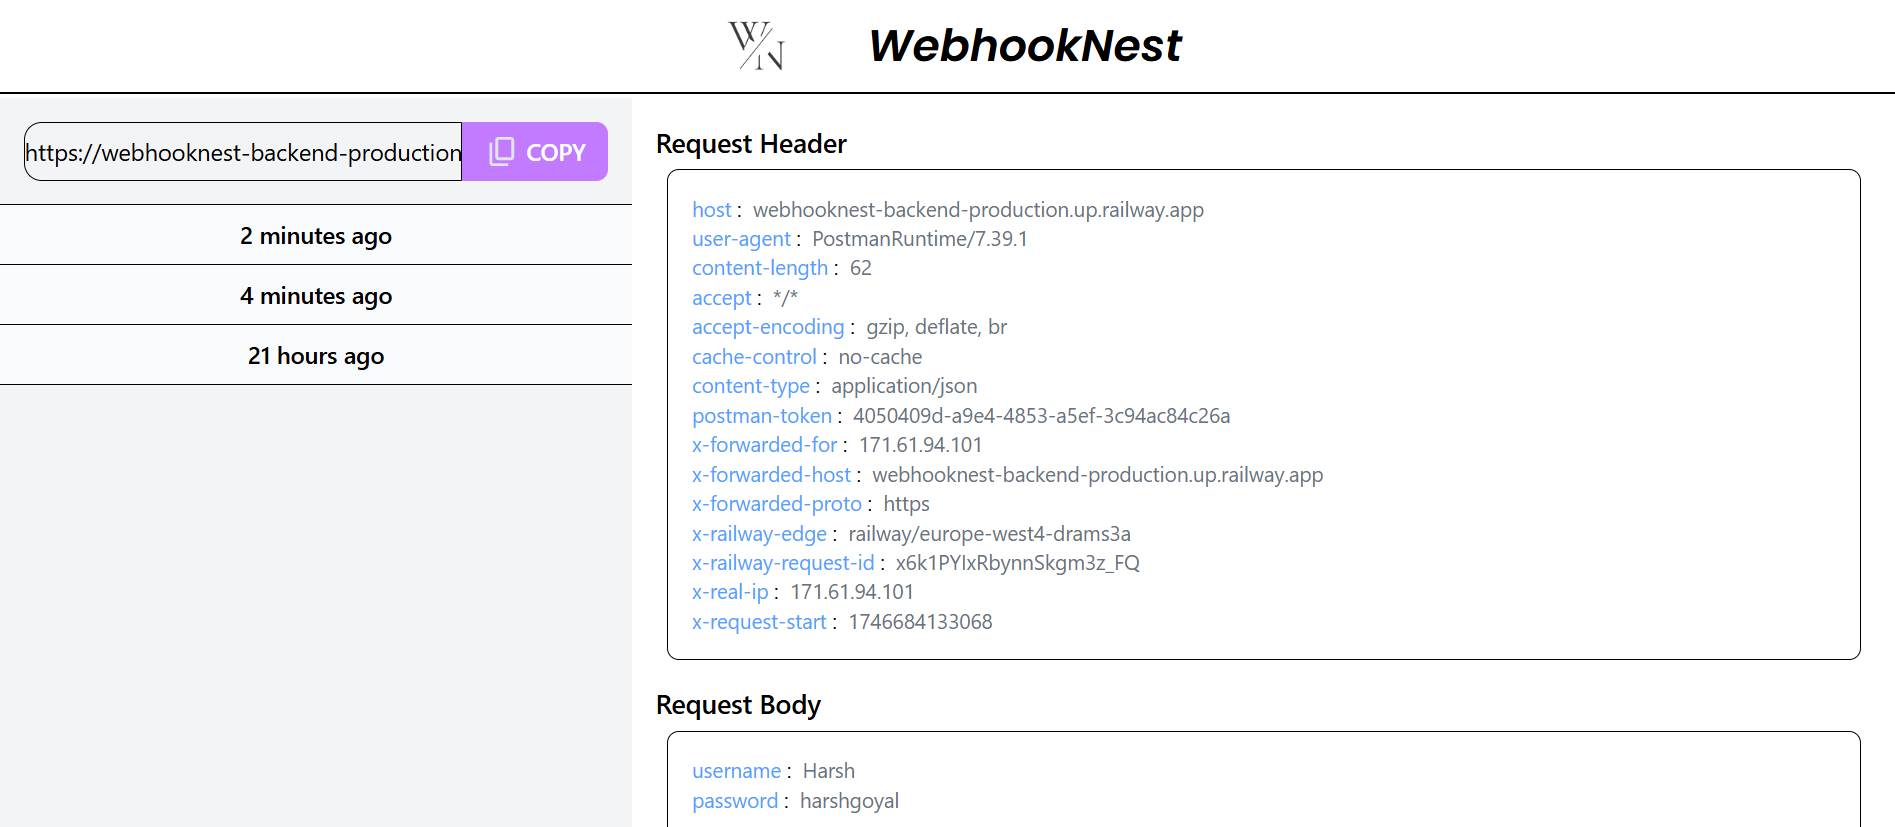 WN
WebhookNest
https://webhooknest-backend-production
COPY
2 minutes ago
4 minutes ago
21 hours ago
Request Header
host : webhooknest-backend-production.up.railway.app
user-agent : PostmanRuntime/7.39.1
content-length : 62
accept : */*
accept-encoding : gzip, deflate, br
cache-control : no-cache
content-type : application/json
postman-token : 4050409d-a9e4-4853-a5ef-3c94ac84c26a
x-forwarded-for : 171.61.94.101
x-forwarded-host : webhooknest-backend-production.up.railway.app
x-forwarded-proto : https
x-railway-edge : railway/europe-west4-drams3a
x-railway-request-id : x6k1PYIxRbynnSkgm3z_FQ
x-real-ip : 171.61.94.101
x-request-start : 1746684133068
Request Body
username : Harsh
password : harshgoyal